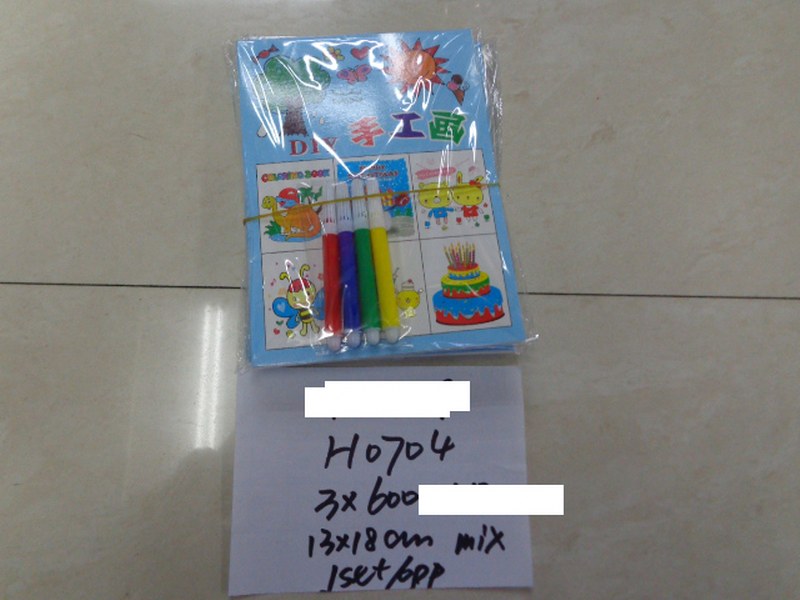 DIY 手工画
COLORING BOOK
H0704
3x600
13x18cm mix
1set/opp